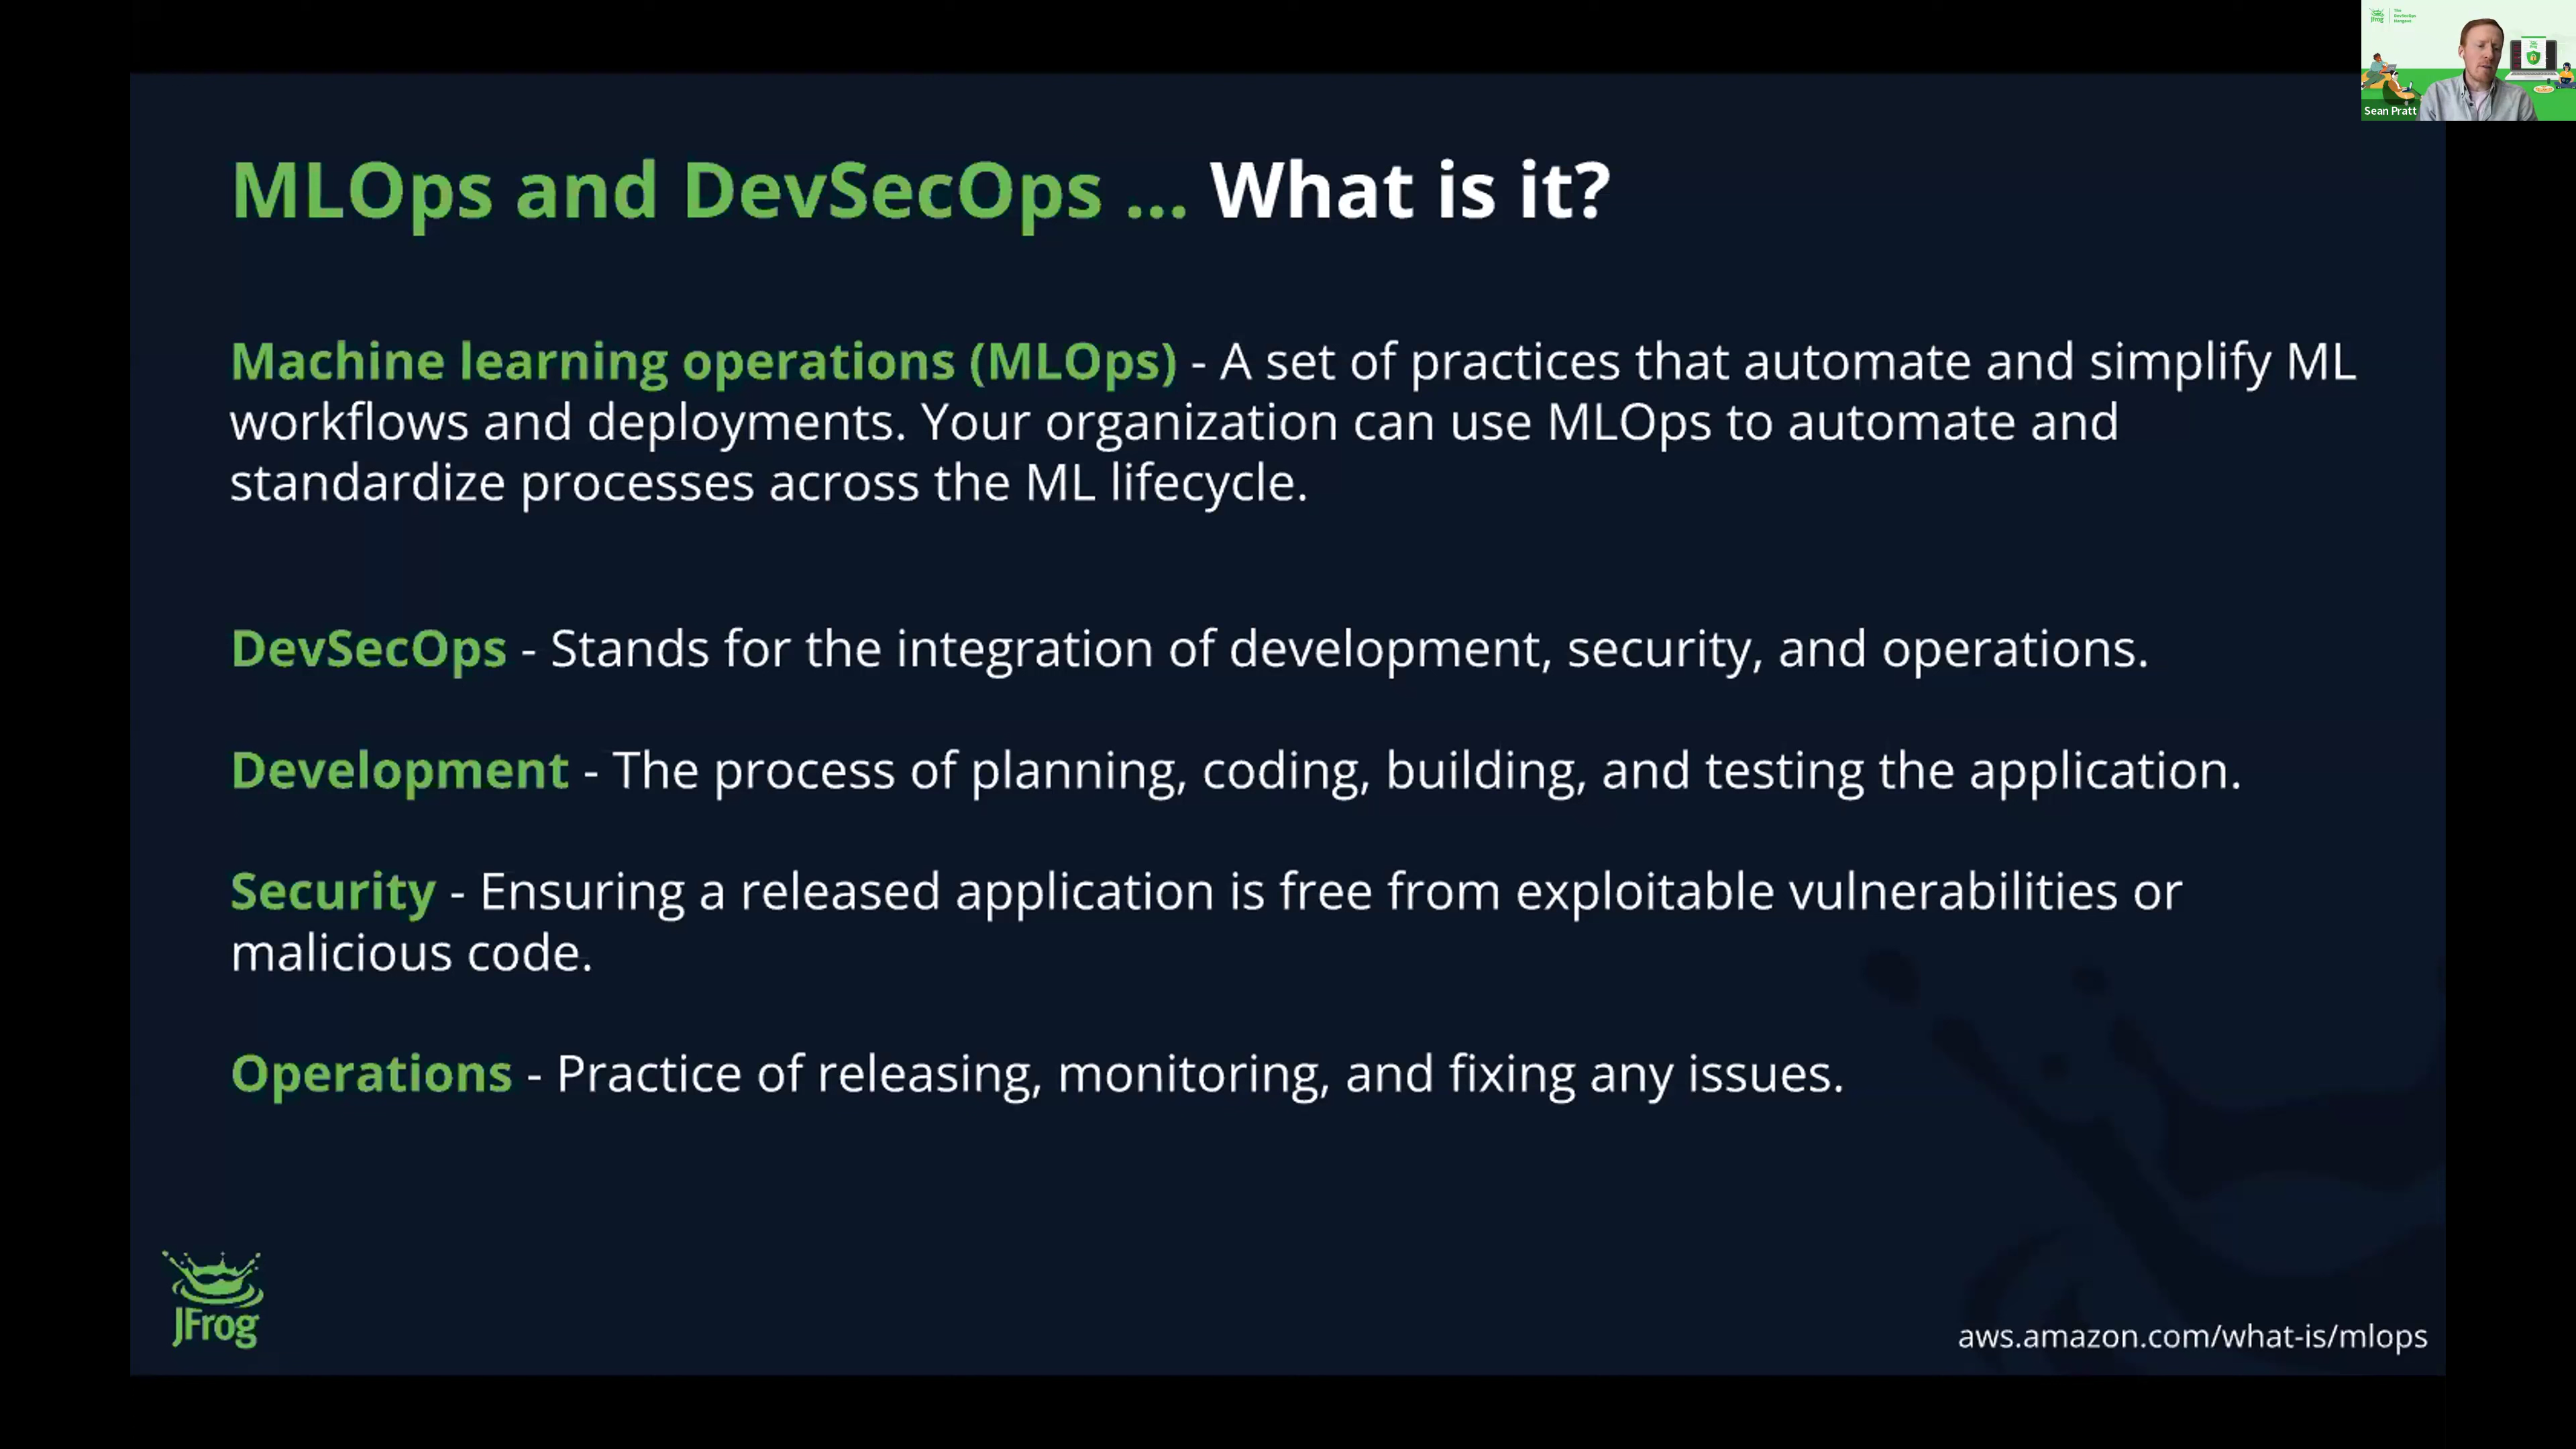 JFrog
The
DevSecOps
Hangout
Sean Pratt
MLOps and DevSecOps ... What is it?
Machine learning operations (MLOps) - A set of practices that automate and simplify ML
workflows and deployments. Your organization can use MLOps to automate and
standardize processes across the ML lifecycle.
DevSecOps - Stands for the integration of development, security, and operations.
Development - The process of planning, coding, building, and testing the application.
Security - Ensuring a released application is free from exploitable vulnerabilities or
malicious code.
Operations - Practice of releasing, monitoring, and fixing any issues.
JFrog
aws.amazon.com/what-is/mlops